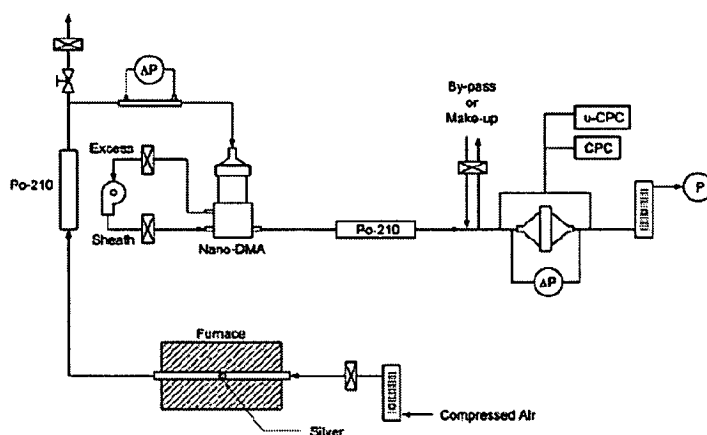 ΔP
By-pass
or
Make-up
u-CPC
CPC
Excess
Po-210
P
Sheath
Nano-DMA
Po-210
ΔP
Furnace
Silver
Compressed Air